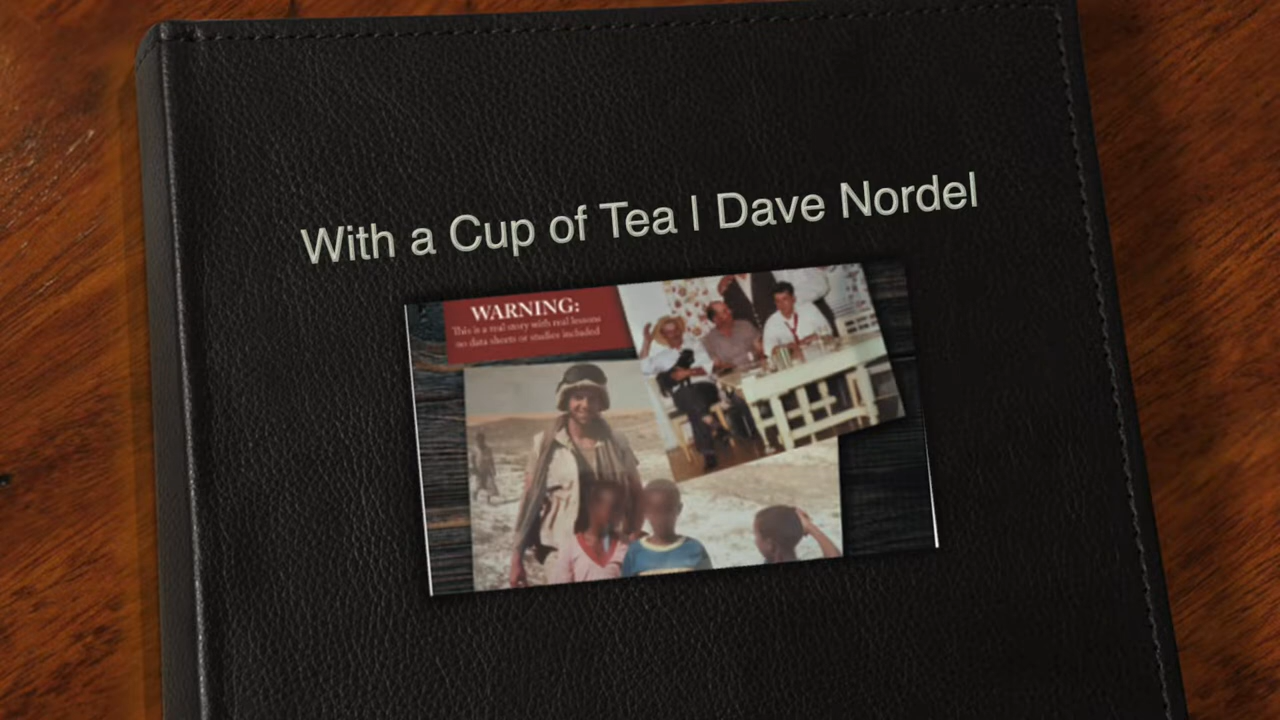 With a Cup of Tea | Dave Nordel
WARNING:
This is a real story with real lessons
no data sheets or studies included